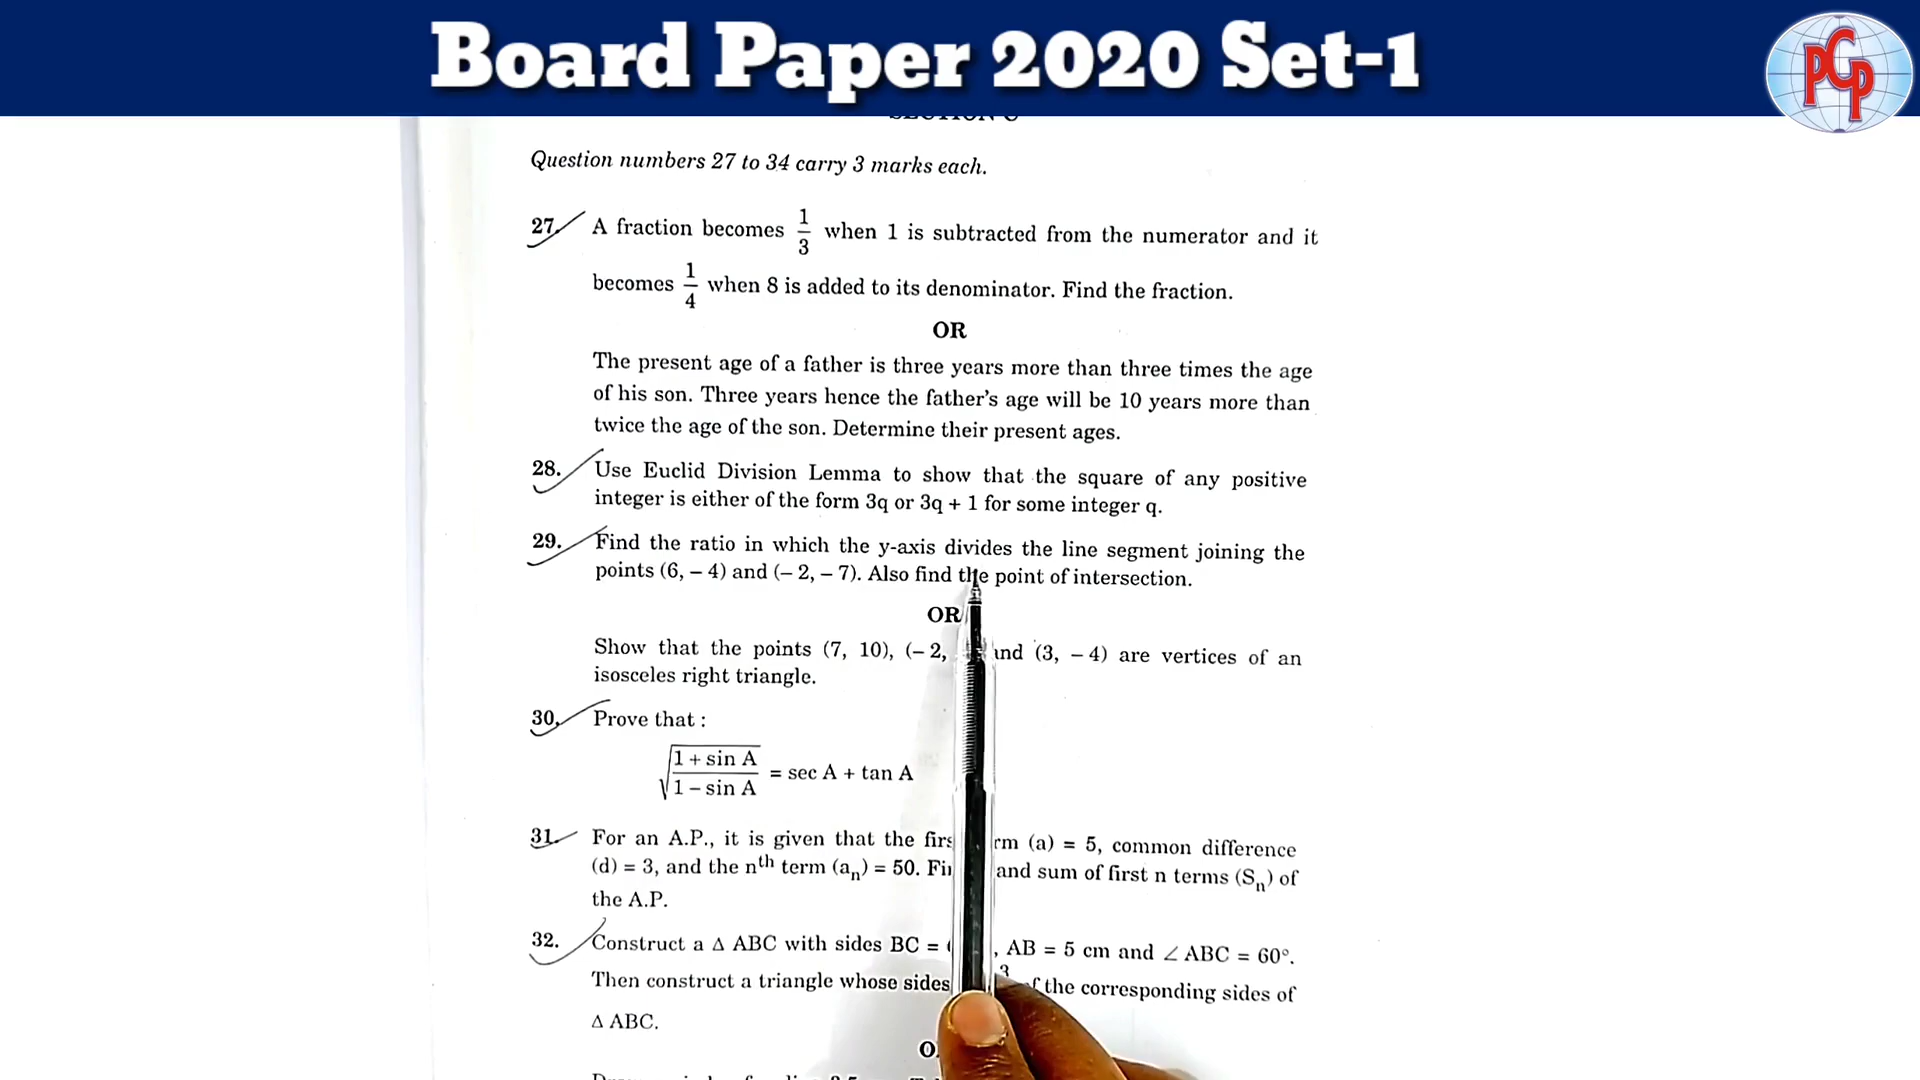 Board Paper 2020 Set-1
PCP
Question numbers 27 to 34 carry 3 marks each.
27. A fraction becomes 1/3 when 1 is subtracted from the numerator and it
becomes 1/4 when 8 is added to its denominator. Find the fraction.
OR
The present age of a father is three years more than three times the age
of his son. Three years hence the father's age will be 10 years more than
twice the age of the son. Determine their present ages.
28. Use Euclid Division Lemma to show that the square of any positive
integer is either of the form 3q or 3q + 1 for some integer q.
29. Find the ratio in which the y-axis divides the line segment joining the
points (6, – 4) and (– 2, – 7). Also find the point of intersection.
OR
Show that the points (7, 10), (– 2, and (3, – 4) are vertices of an
isosceles right triangle.
30. Prove that :
√((1 + sin A)/(1 – sin A)) = sec A + tan A
31. For an A.P., it is given that the (a) = 5, common difference
(d) = 3, and the nth term (aₙ) = 50. and sum of first n terms (Sₙ) of
the A.P.
32. Construct a Δ ABC with sides BC = , AB = 5 cm and ∠ ABC = 60°.
Then construct a triangle whose sides the corresponding sides of
Δ ABC.